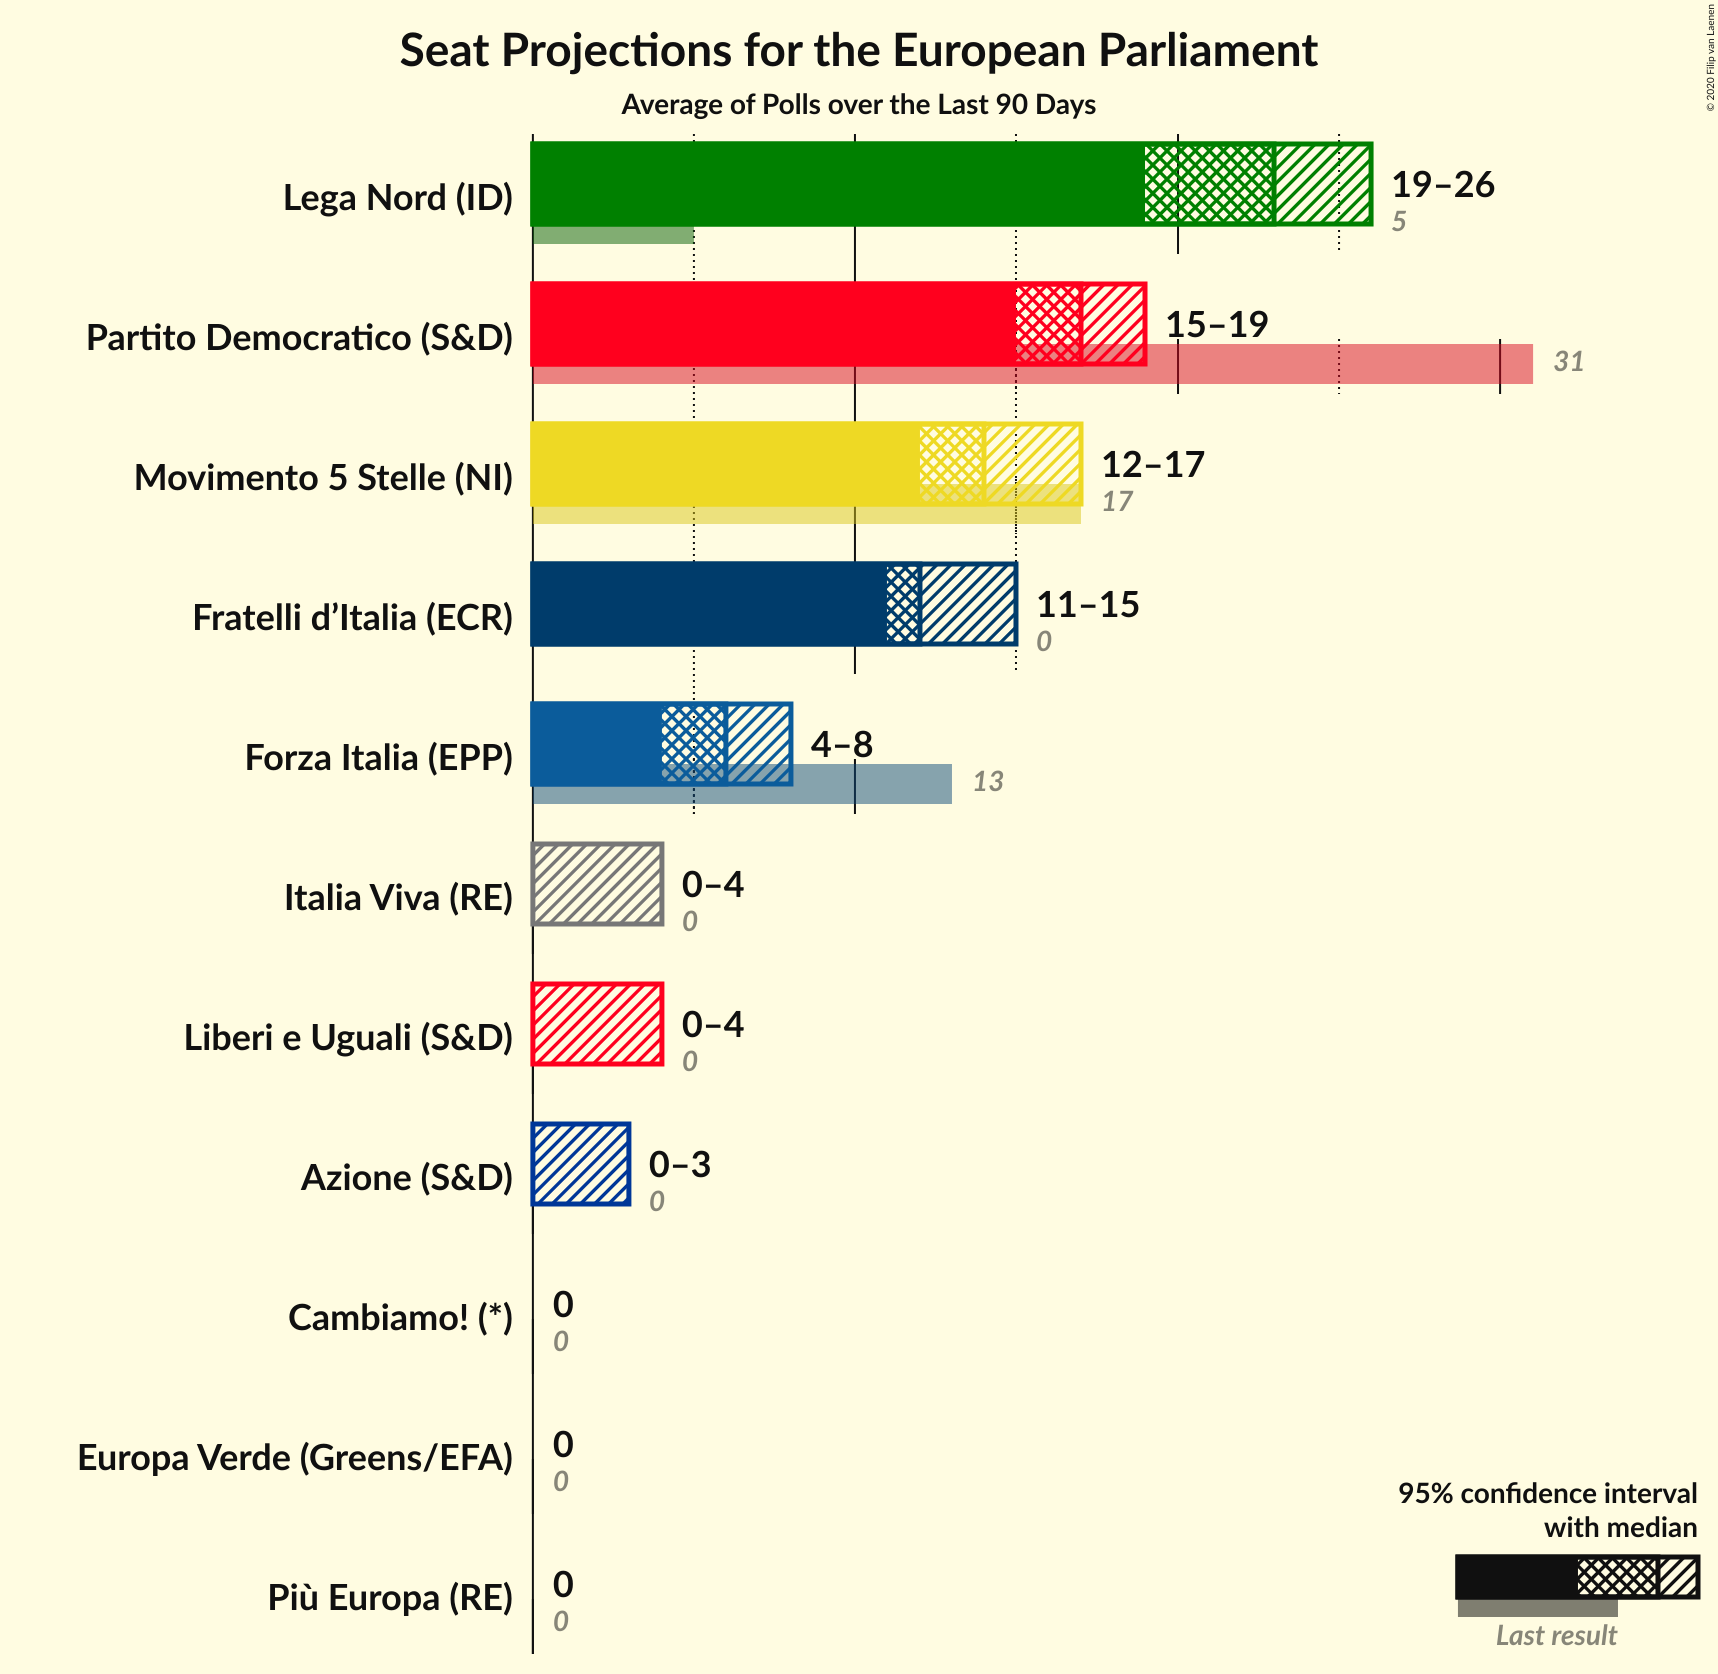 Seat Projections for the European Parliament
Average of Polls over the Last 90 Days
© 2020 Filip van Laenen
Lega Nord (ID)
19–26
5
Partito Democratico (S&D)
15–19
31
Movimento 5 Stelle (NI)
12–17
17
Fratelli d’Italia (ECR)
11–15
0
Forza Italia (EPP)
4–8
13
Italia Viva (RE)
0–4
0
Liberi e Uguali (S&D)
0–4
0
Azione (S&D)
0–3
0
Cambiamo! (*)
0
0
Europa Verde (Greens/EFA)
0
0
Più Europa (RE)
0
0
95% confidence interval
with median
Last result